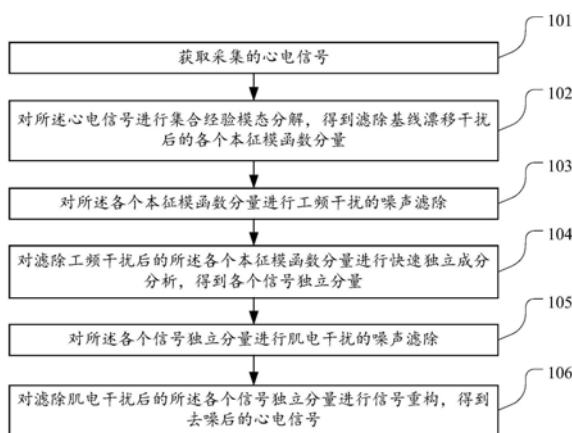 101
获取采集的心电信号
102
对所述心电信号进行集合经验模态分解，得到滤除基线漂移干扰
后的各个本征模函数分量
103
对所述各个本征模函数分量进行工频干扰的噪声滤除
104
对滤除工频干扰后的所述各个本征模函数分量进行快速独立成分
分析，得到各个信号独立分量
105
对所述各个信号独立分量进行肌电干扰的噪声滤除
106
对滤除肌电干扰后的所述各个信号独立分量进行信号重构，得到
去噪后的心电信号